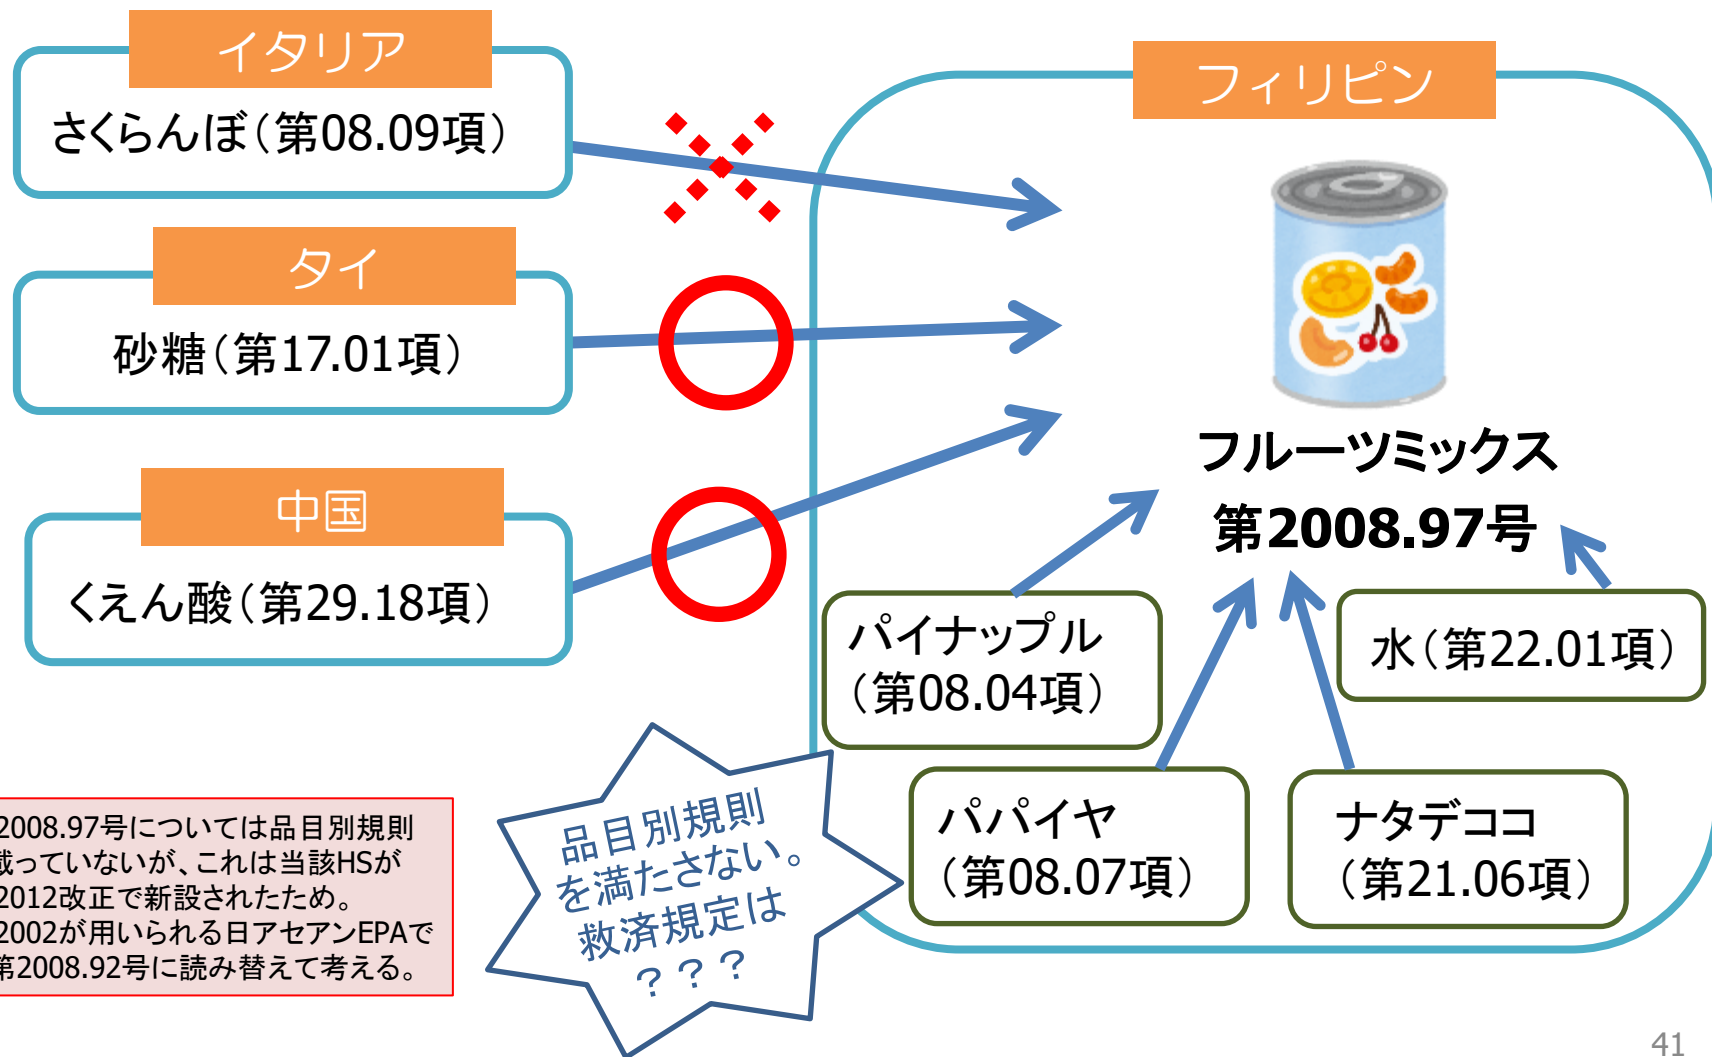 イタリア
さくらんぼ（第08.09項）
タイ
砂糖（第17.01項）
中国
くえん酸（第29.18項）
フィリピン
フルーツミックス
第2008.97号
パイナップル
（第08.04項）
水（第22.01項）
パパイヤ
（第08.07項）
ナタデココ
（第21.06項）
2008.97号については品目別規則
載っていないが、これは当該HSが
2012改正で新設されたため。
2002が用いられる日アセアンEPAで
第2008.92号に読み替えて考える。
品目別規則
を満たさない。
救済規定は
？？？
41